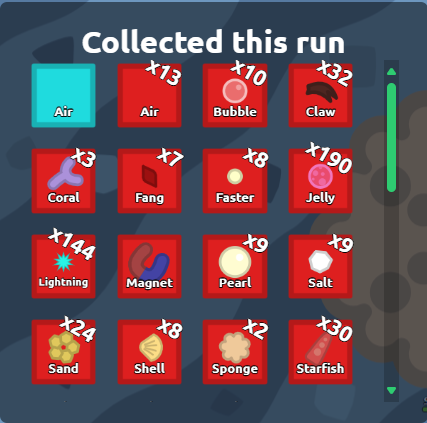 Collected this run
x13 x10 x32
Air Air Bubble Claw
x3 x7 x8 x190
Coral Fang Faster Jelly
x144 x9 x9
Lightning Magnet Pearl Salt
x24 x8 x2 x30
Sand Shell Sponge Starfish